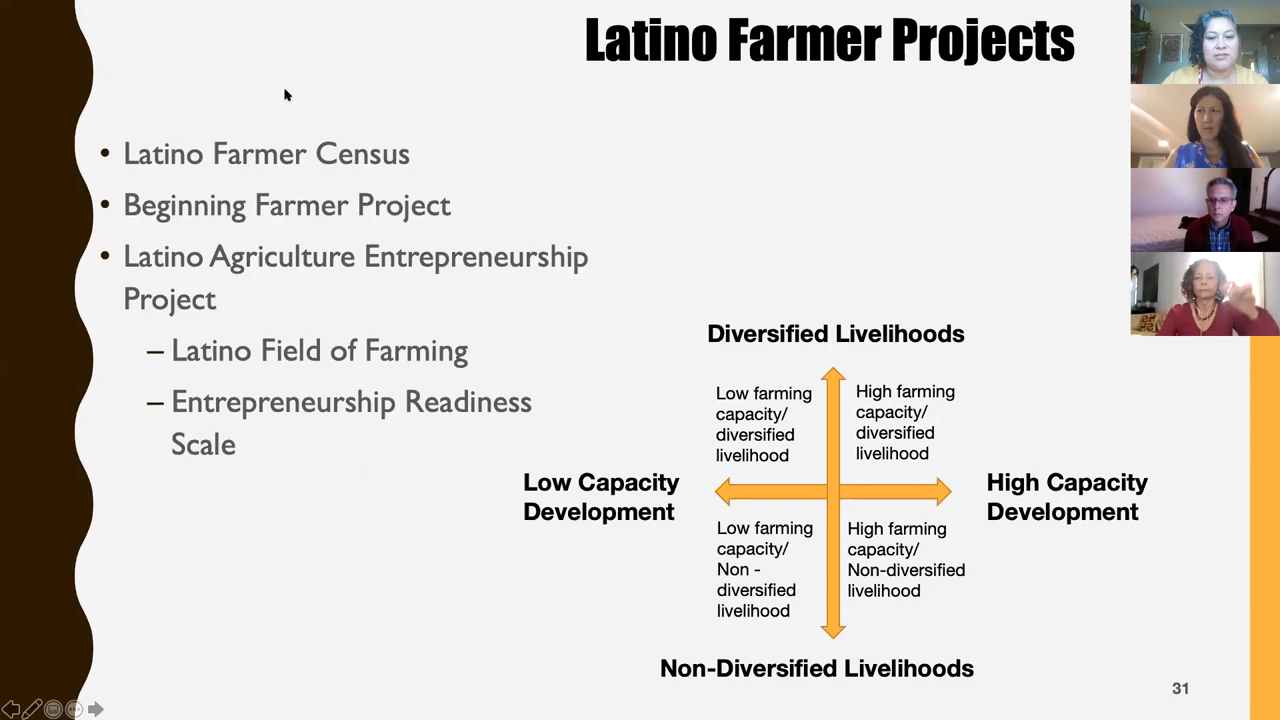 Latino Farmer Projects
• Latino Farmer Census
• Beginning Farmer Project
• Latino Agriculture Entrepreneurship
Project
– Latino Field of Farming
– Entrepreneurship Readiness
Scale
Diversified Livelihoods
Low farming
capacity/
diversified
livelihood
High farming
capacity/
diversified
livelihood
Low Capacity
Development
High Capacity
Development
Low farming
capacity/
Non -
diversified
livelihood
High farming
capacity/
Non-diversified
livelihood
Non-Diversified Livelihoods
31